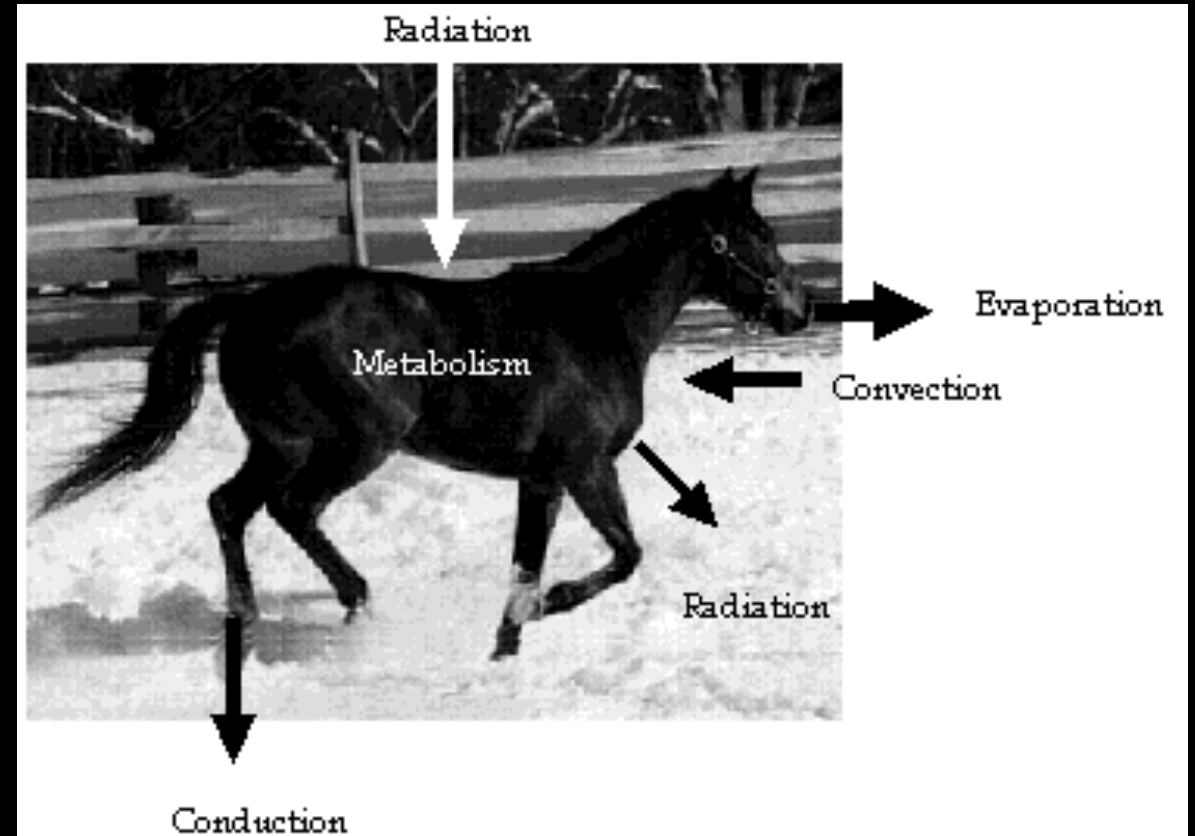 Radiation
Evaporation
Metabolism
Convection
Radiation
Conduction